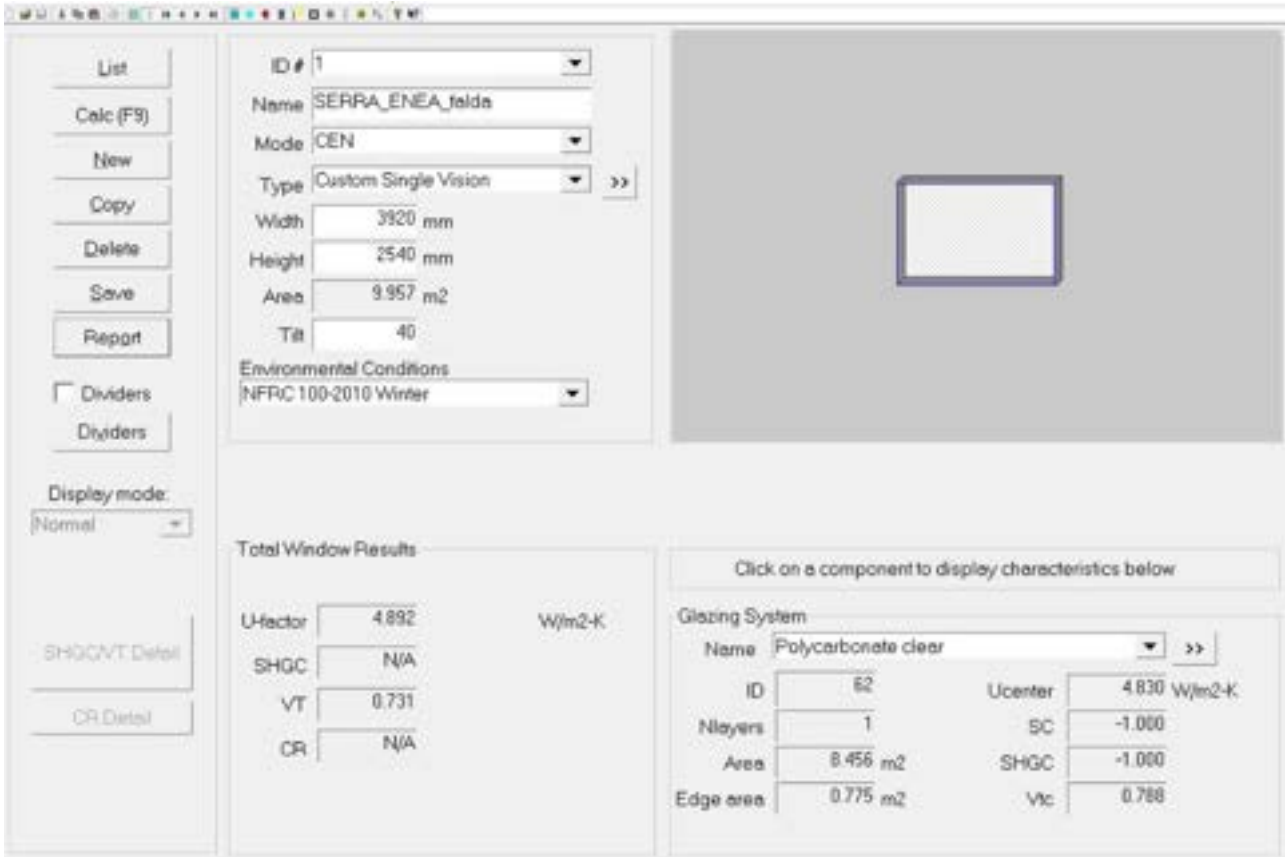 List
Calc (F9)
New
Copy
Delete
Save
Report
Dividers
Dividers
Display mode:
Normal
SHGC/VT Detail
CR Detail
ID # 1
Name SERRA_ENEA_falda
Mode CEN
Type Custom Single Vision >>
Width 3920 mm
Height 2540 mm
Area 9.957 m2
Tilt 40
Environmental Conditions
NFRC 100-2010 Winter
Total Window Results
U-factor 4.892 W/m2-K
SHGC N/A
VT 0.731
CR N/A
Click on a component to display characteristics below
Glazing System
Name Polycarbonate clear >>
ID 62 Ucenter 4.830 W/m2-K
Nlayers 1 SC -1.000
Area 8.456 m2 SHGC -1.000
Edge area 0.775 m2 Vtc 0.788